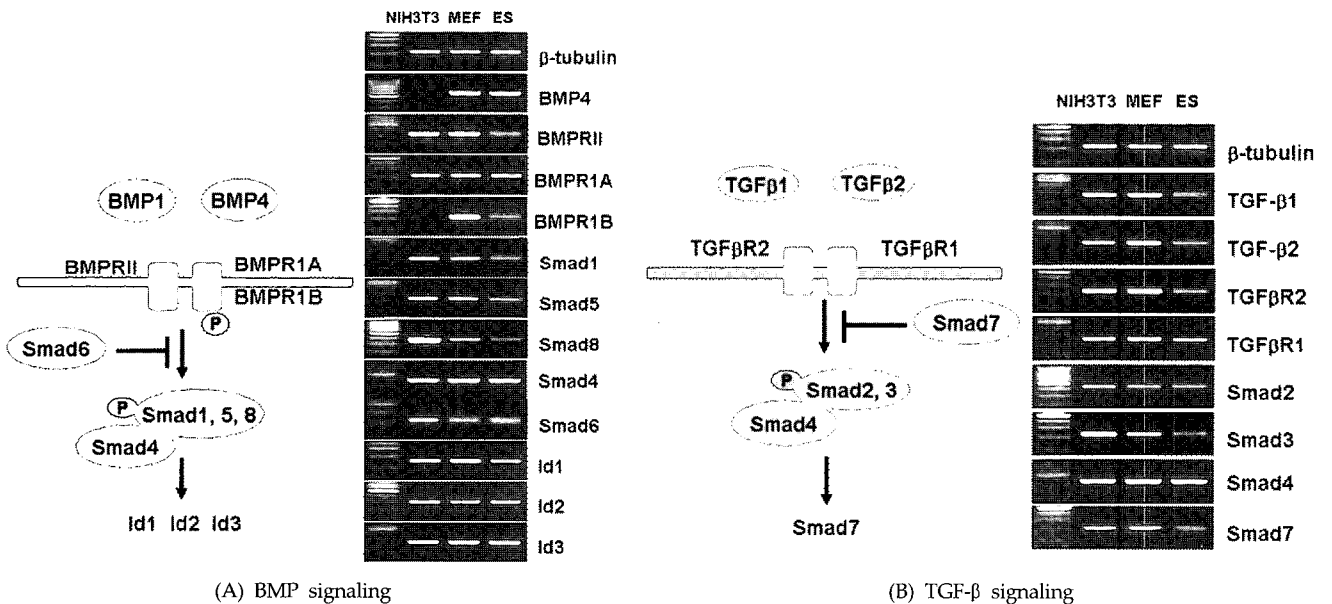 NIH3T3 MEF ES
β-tubulin
BMP4
BMPRII
BMPR1A
BMPR1B
Smad1
Smad5
Smad8
Smad4
Smad6
Id1
Id2
Id3
BMP1 BMP4
BMPRII BMPR1A
BMPR1B
P
Smad6
P
Smad1, 5, 8
Smad4
Id1 Id2 Id3
(A) BMP signaling
NIH3T3 MEF ES
β-tubulin
TGF-β1
TGF-β2
TGFβR2
TGFβR1
Smad2
Smad3
Smad4
Smad7
TGFβ1 TGFβ2
TGFβR2 TGFβR1
Smad7
P
Smad2, 3
Smad4
Smad7
(B) TGF-β signaling